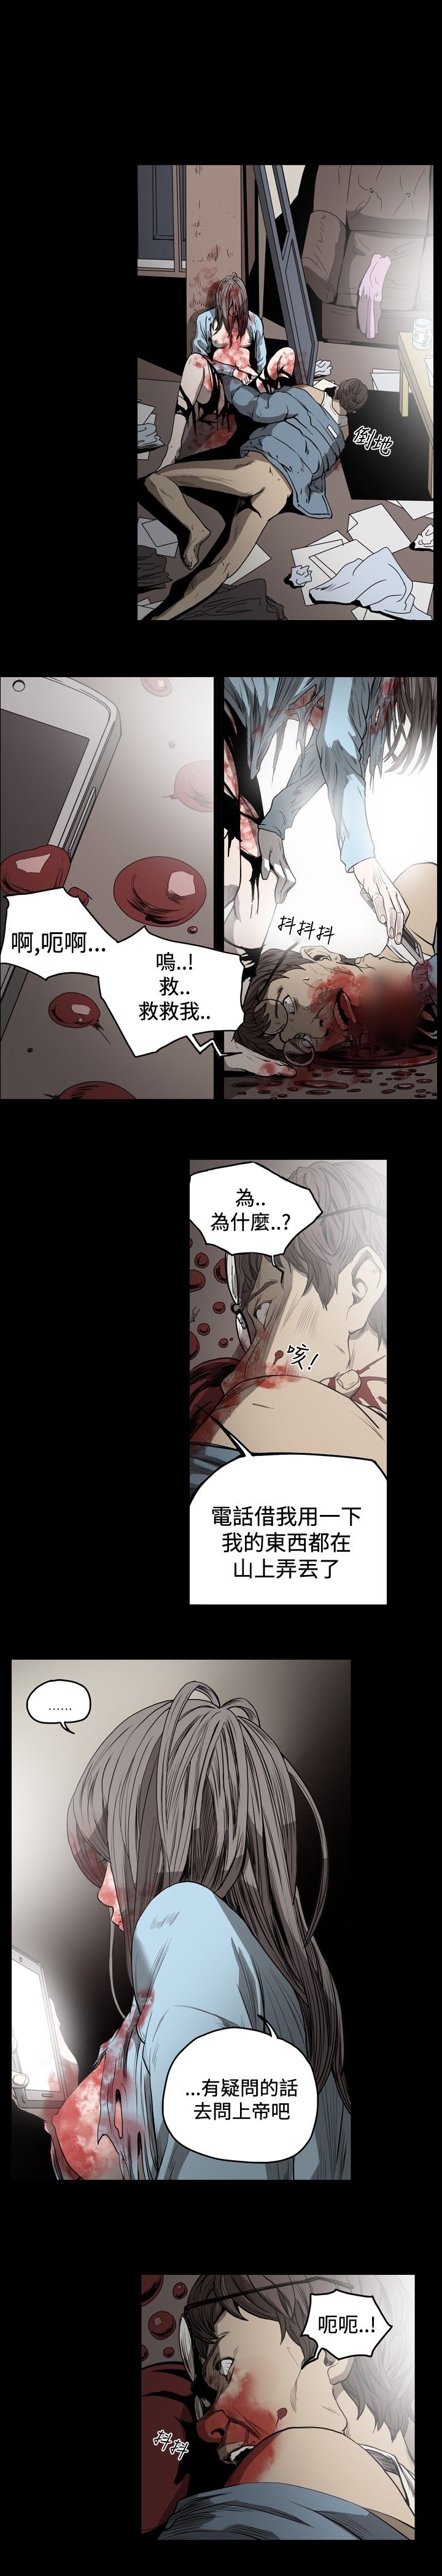 倒地
啊,呃啊...
嗚..!
救..
救救我..
抖抖抖
為..
為什麼..?
咳!
電話借我用一下
我的東西都在
山上弄丟了
......
...有疑問的話
去問上帝吧
呃呃..!
抖抖